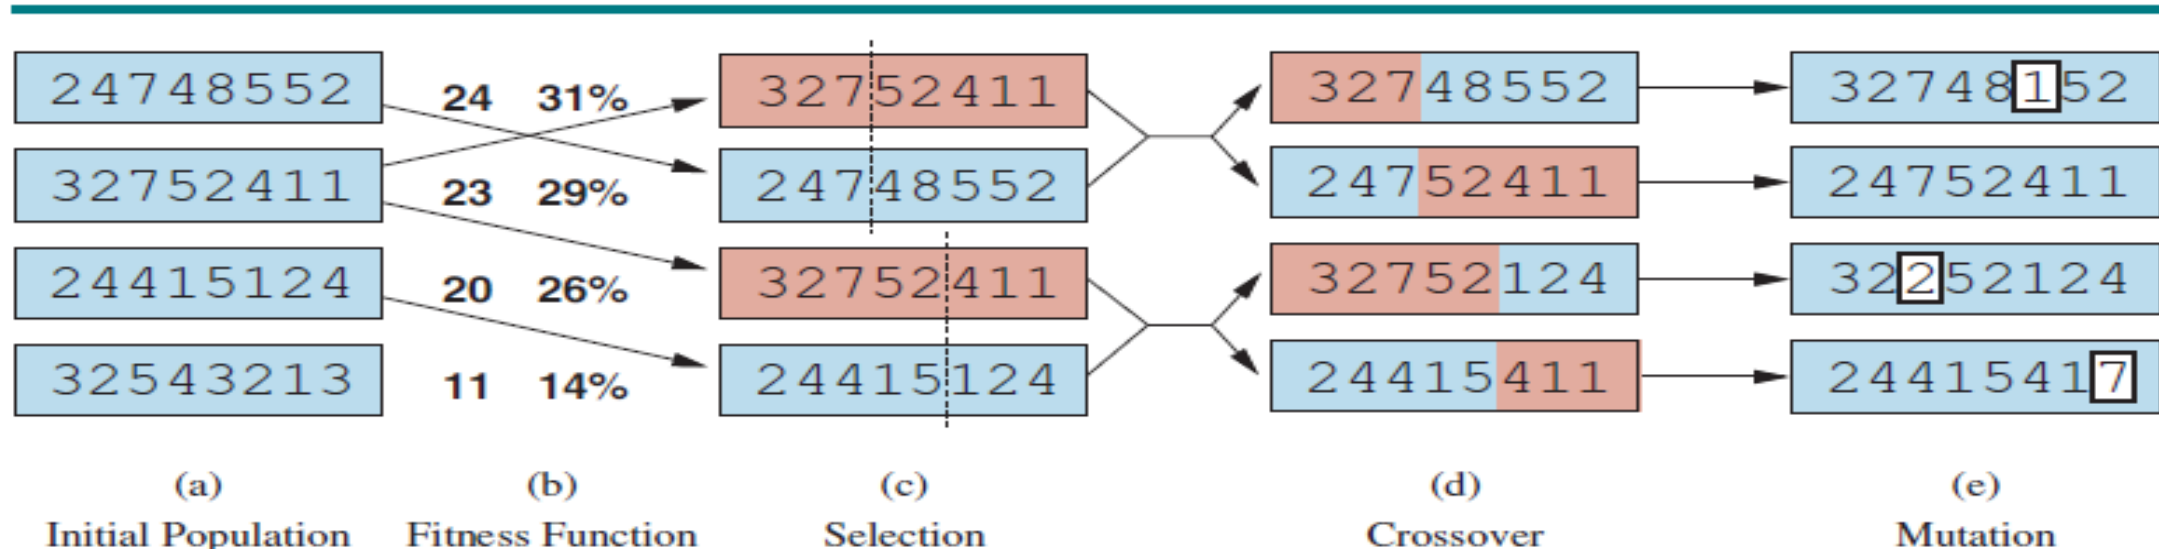 24748552 24 31% 32752411 32748552 32748152
32752411 23 29% 24748552 24752411 24752411
24415124 20 26% 32752411 32752124 32252124
32543213 11 14% 24415124 24415411 24415417
(a) (b) (c) (d) (e)
Initial Population Fitness Function Selection Crossover Mutation